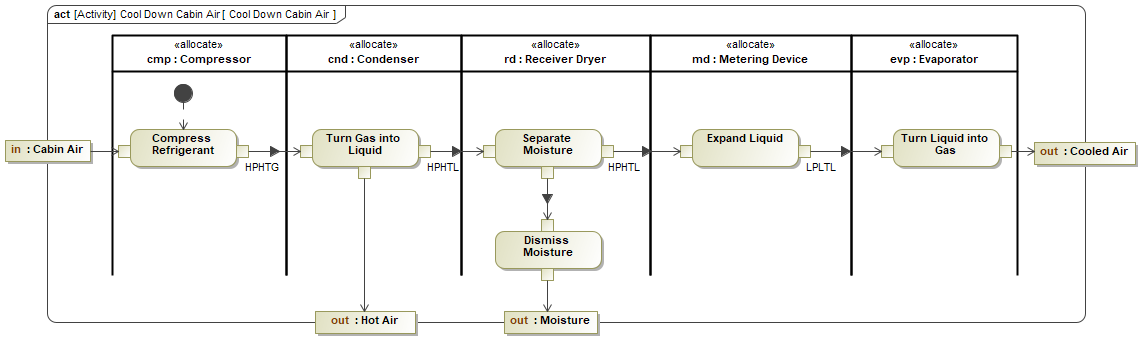 act [Activity] Cool Down Cabin Air [ Cool Down Cabin Air ]
«allocate»
cmp : Compressor
«allocate»
cnd : Condenser
«allocate»
rd : Receiver Dryer
«allocate»
md : Metering Device
«allocate»
evp : Evaporator
in : Cabin Air
Compress
Refrigerant
HPHTG
Turn Gas into
Liquid
HPHTL
Separate
Moisture
HPHTL
Expand Liquid
LPLTL
Turn Liquid into
Gas
out : Cooled Air
Dismiss
Moisture
out : Hot Air
out : Moisture